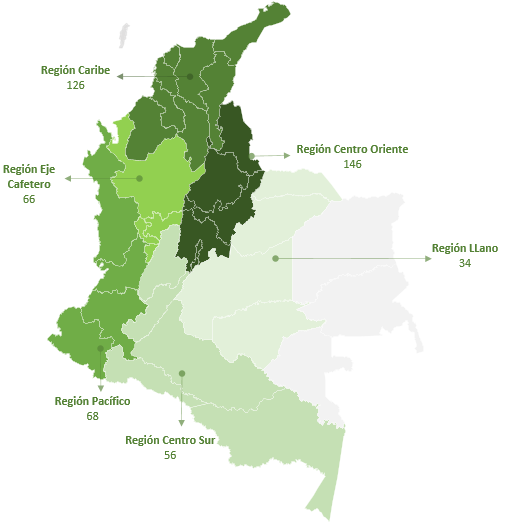 Región Caribe
126
Región Centro Oriente
146
Región Eje
Cafetero
66
Región LLano
34
Región Pacífico
68
Región Centro Sur
56